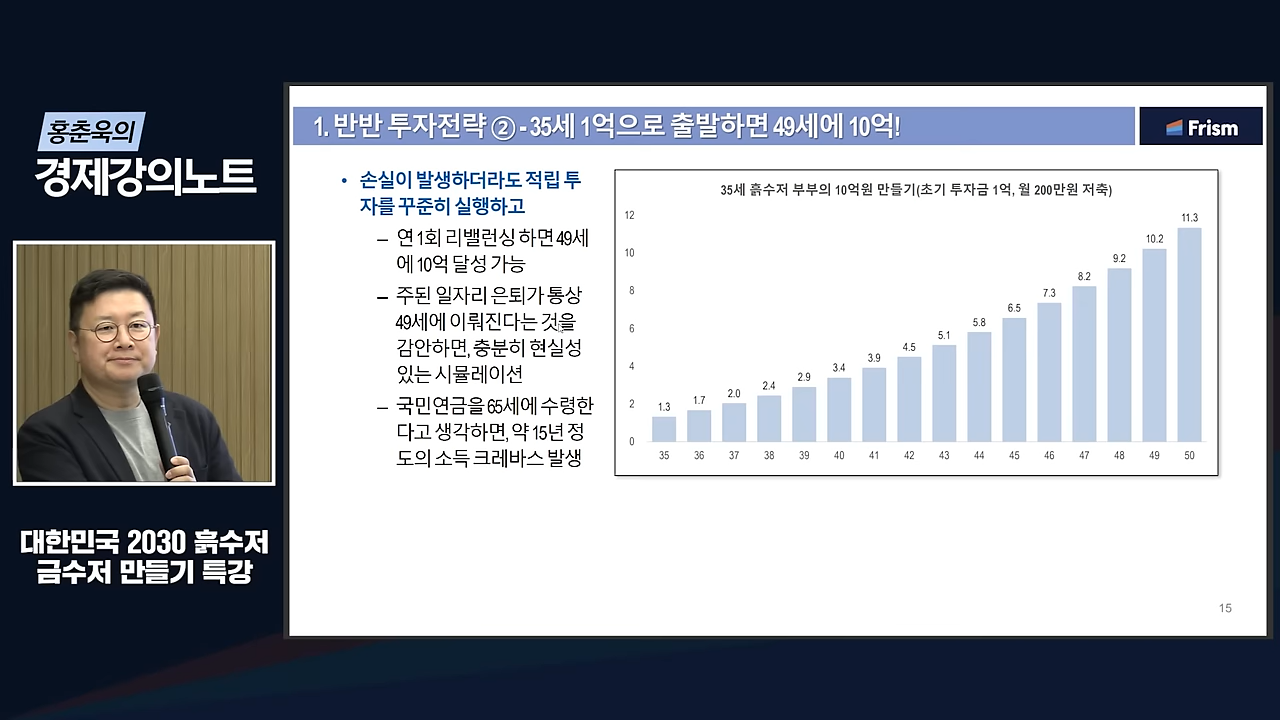 홍춘욱의
경제강의노트
대한민국 2030 흙수저
금수저 만들기 특강
1. 반반 투자전략 ② - 35세 1억으로 출발하면 49세에 10억!
Frism
• 손실이 발생하더라도 적립 투
자를 꾸준히 실행하고
– 연 1회 리밸런싱 하면 49세
에 10억 달성 가능
– 주된 일자리 은퇴가 통상
49세에 이뤄진다는 것을
감안하면, 충분히 현실성
있는 시뮬레이션
– 국민연금을 65세에 수령한
다고 생각하면, 약 15년 정
도의 소득 크레바스 발생
35세 흙수저 부부의 10억원 만들기(초기 투자금 1억, 월 200만원 저축)
12
10
8
6
4
2
0
1.3 1.7 2.0 2.4 2.9 3.4 3.9 4.5 5.1 5.8 6.5 7.3 8.2 9.2 10.2 11.3
35 36 37 38 39 40 41 42 43 44 45 46 47 48 49 50
15